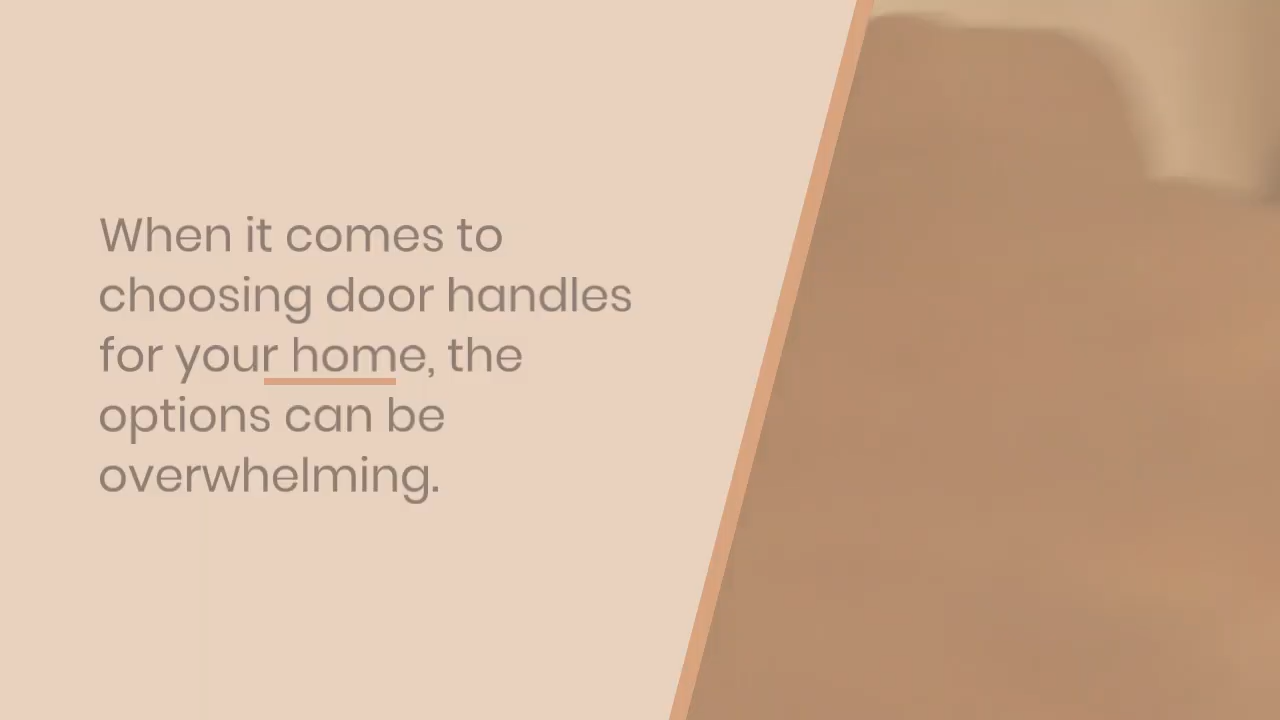 When it comes to
choosing door handles
for your home, the
options can be
overwhelming.